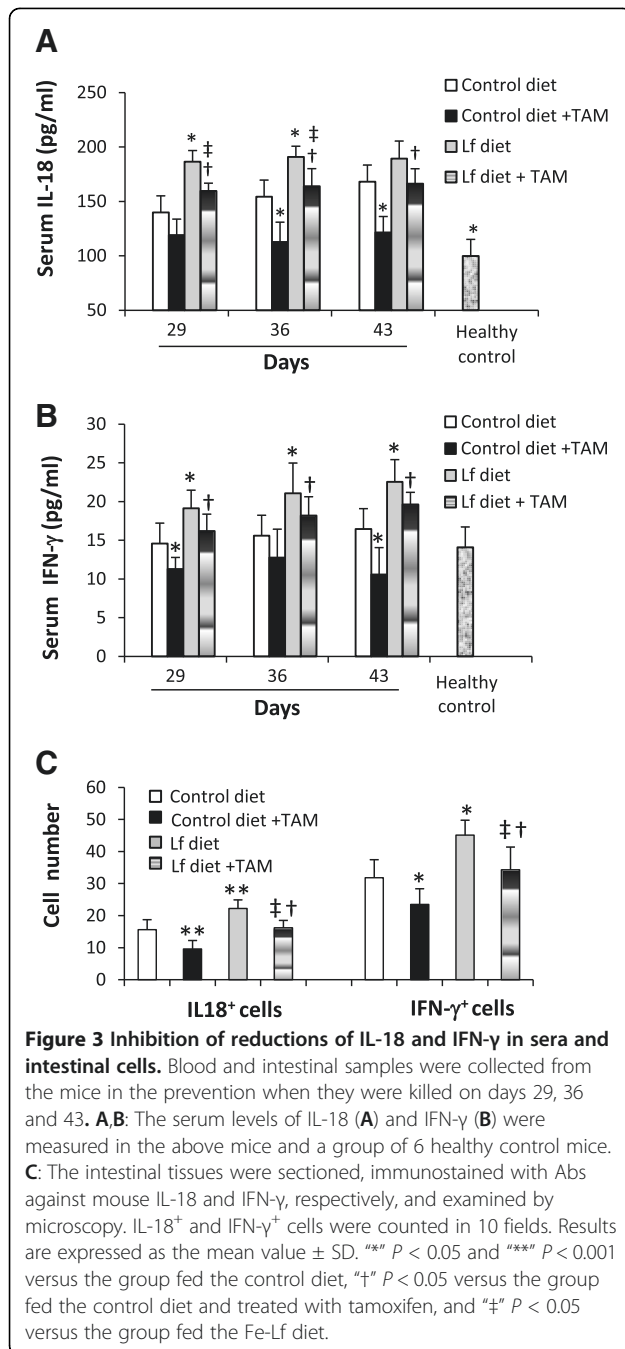 A
Serum IL-18 (pg/ml)
250
200
150
100
50
*
‡
†
*
*
‡
†
*
†
*
Control diet
Control diet +TAM
Lf diet
Lf diet + TAM
29
36
43
Days
Healthy
control
B
Serum IFN-γ (pg/ml)
30
25
20
15
10
5
0
*
*
†
*
†
*
*
†
Control diet
Control diet +TAM
Lf diet
Lf diet + TAM
29
36
43
Days
Healthy
control
C
Cell number
60
50
40
30
20
10
0
Control diet
Control diet +TAM
Lf diet
Lf diet +TAM
**
**
‡ †
*
*
‡ †
IL18⁺ cells
IFN-γ⁺ cells
Figure 3 Inhibition of reductions of IL-18 and IFN-γ in sera and
intestinal cells. Blood and intestinal samples were collected from
the mice in the prevention when they were killed on days 29, 36
and 43. A,B: The serum levels of IL-18 (A) and IFN-γ (B) were
measured in the above mice and a group of 6 healthy control mice.
C: The intestinal tissues were sectioned, immunostained with Abs
against mouse IL-18 and IFN-γ, respectively, and examined by
microscopy. IL-18⁺ and IFN-γ⁺ cells were counted in 10 fields. Results
are expressed as the mean value ± SD. “*” P < 0.05 and “**” P < 0.001
versus the group fed the control diet, “†” P < 0.05 versus the group
fed the control diet and treated with tamoxifen, and “‡” P < 0.05
versus the group fed the Fe-Lf diet.